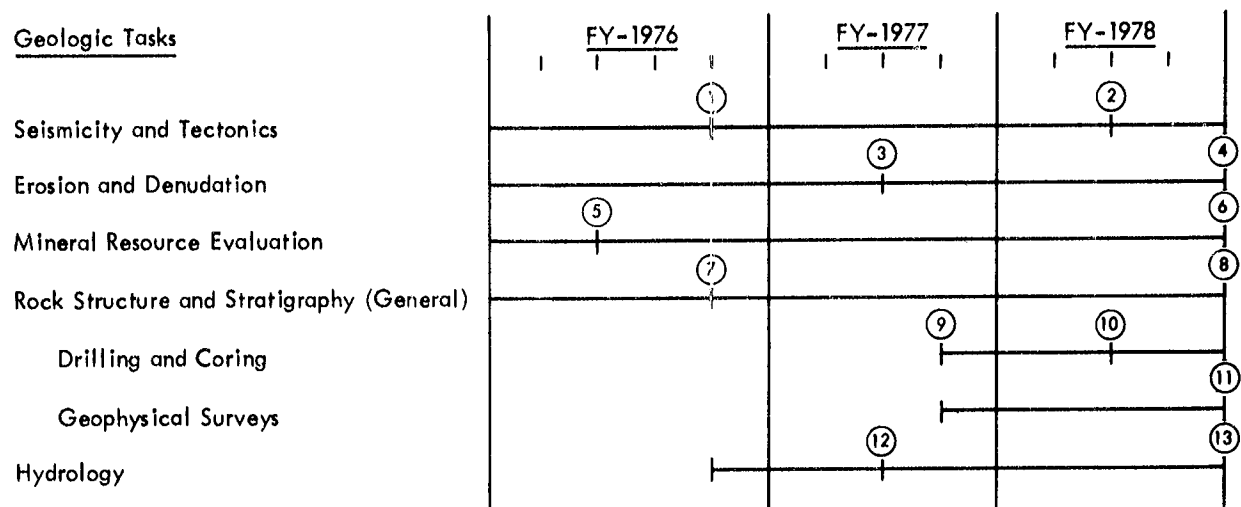 Geologic Tasks FY-1976 FY-1977 FY-1978
1 2
Seismicity and Tectonics
3 4
Erosion and Denudation
5 6
Mineral Resource Evaluation
7 8
Rock Structure and Stratigraphy (General)
9 10
Drilling and Coring
11
Geophysical Surveys
12 13
Hydrology